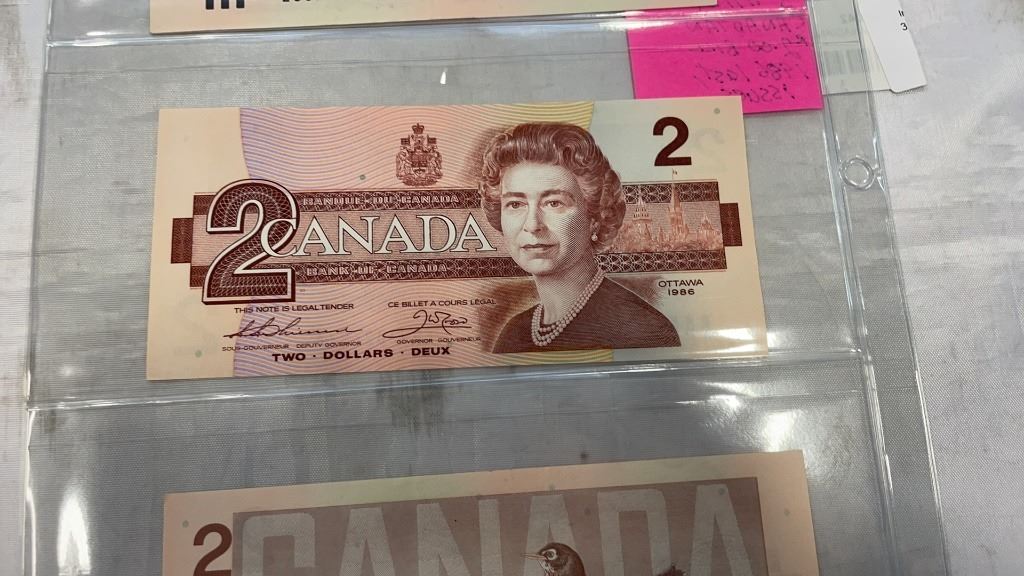 2
BANQUE·DU·CANADA
2 CANADA
BANK·OF·CANADA
OTTAWA
1986
THIS NOTE IS LEGAL TENDER
CE BILLET A COURS LÉGAL
SOUS-GOUVERNEUR DEPUTY GOVERNOR
GOVERNOR - GOUVERNEUR
TWO · DOLLARS · DEUX
2
CANADA